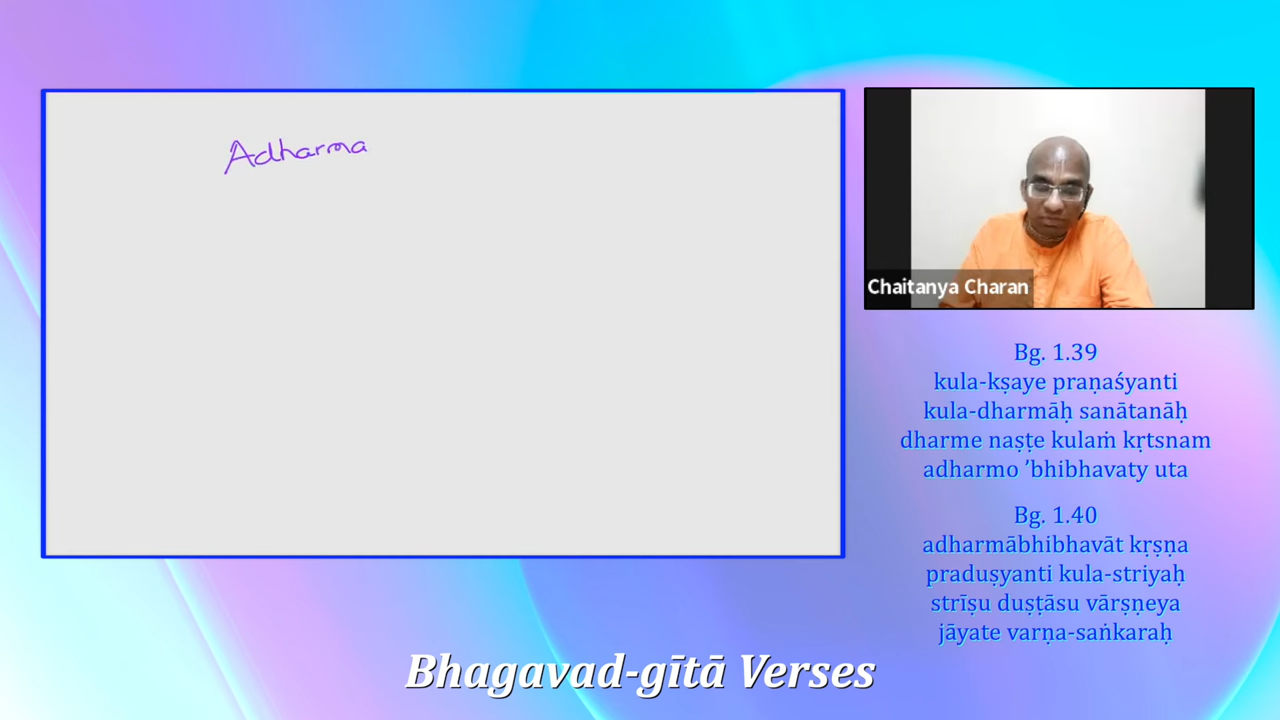 Adharma
Chaitanya Charan
Bg. 1.39
kula-kṣaye praṇaśyanti
kula-dharmāḥ sanātanāḥ
dharme naṣṭe kulaṁ kṛtsnam
adharmo ’bhibhavaty uta
Bg. 1.40
adharmābhibhavāt kṛṣṇa
praduṣyanti kula-striyaḥ
strīṣu duṣṭāsu vārṣṇeya
jāyate varṇa-saṅkaraḥ
Bhagavad-gītā Verses